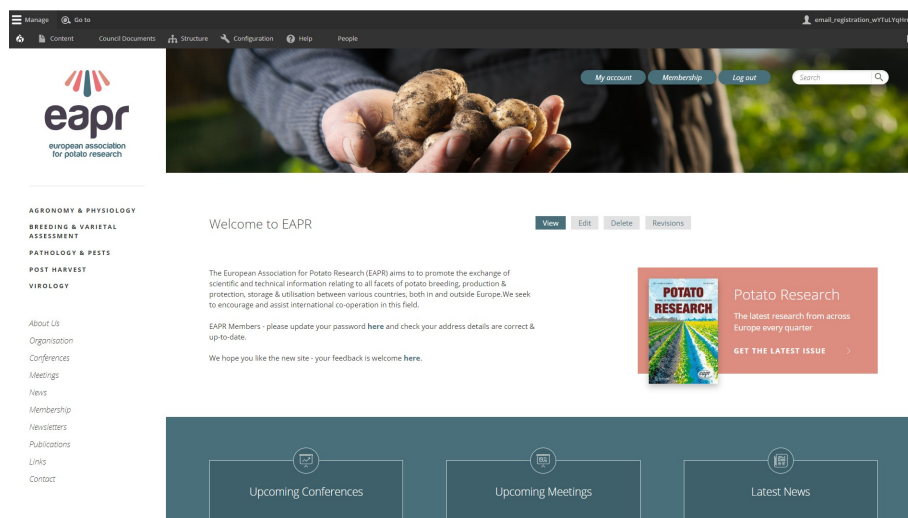 Manage Go to
Content Council Documents Structure Configuration Help People
My account Membership Log out Search
eapr
european association
for potato research
AGRONOMY & PHYSIOLOGY
BREEDING & VARIETAL
ASSESSMENT
PATHOLOGY & PESTS
POST HARVEST
VIROLOGY
About Us
Organisation
Conferences
Meetings
News
Membership
Newsletters
Publications
Links
Contact
Welcome to EAPR
View Edit Delete Revisions
The European Association for Potato Research (EAPR) aims to to promote the exchange of
scientific and technical information relating to all facets of potato breeding, production &
protection, storage & utilisation between various countries, both in and outside Europe.We seek
to encourage and assist international co-operation in this field.
EAPR Members - please update your password here and check your address details are correct &
up-to-date.
We hope you like the new site - your feedback is welcome here.
POTATO
RESEARCH
eapr
Potato Research
The latest research from across
Europe every quarter
GET THE LATEST ISSUE
Upcoming Conferences
Upcoming Meetings
Latest News